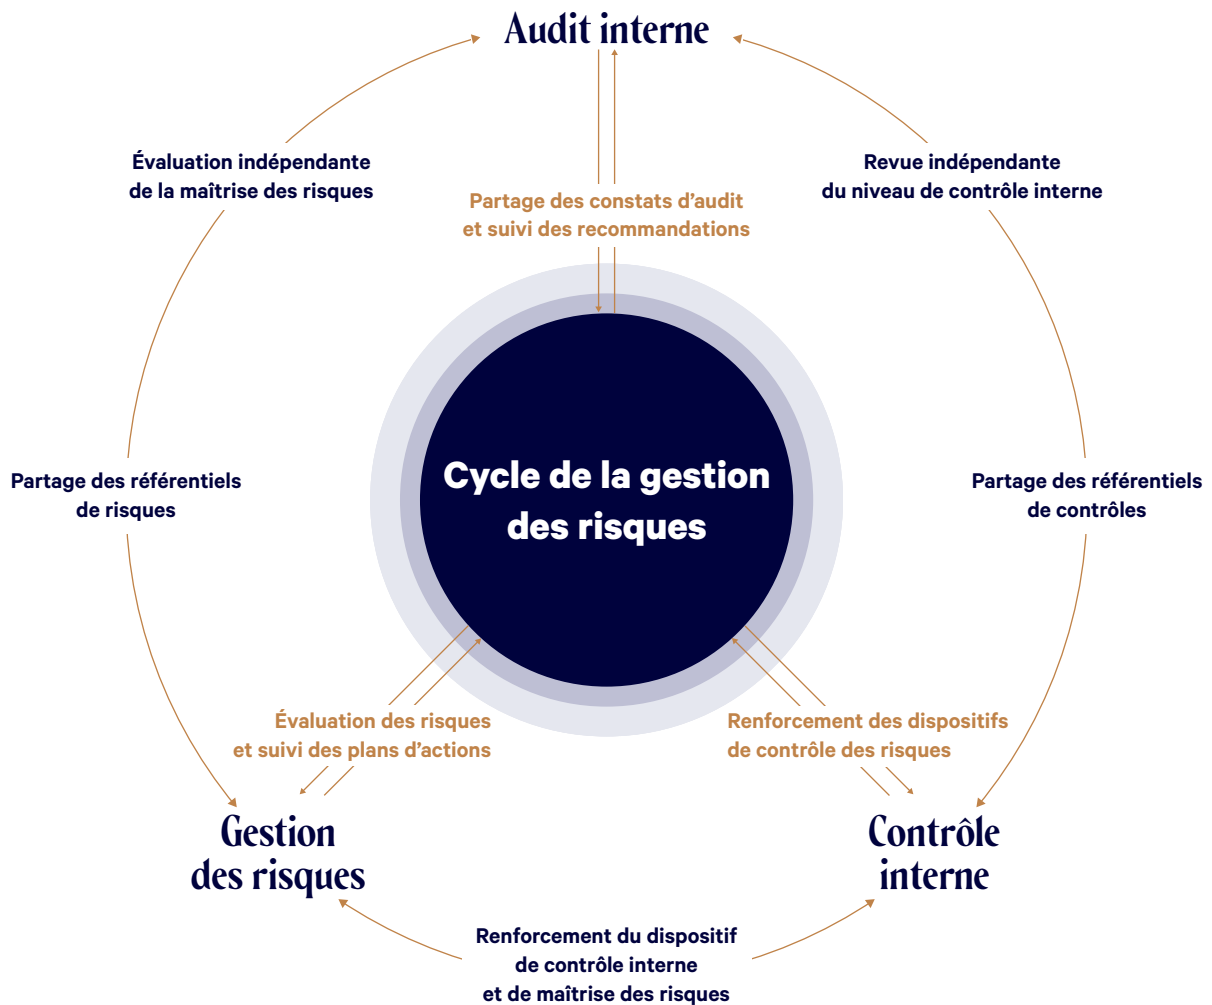 Audit interne
Évaluation indépendante
de la maîtrise des risques
Revue indépendante
du niveau de contrôle interne
Partage des constats d’audit
et suivi des recommandations
Cycle de la gestion
des risques
Partage des référentiels
de risques
Partage des référentiels
de contrôles
Évaluation des risques
et suivi des plans d’actions
Renforcement des dispositifs
de contrôle des risques
Gestion
des risques
Contrôle
interne
Renforcement du dispositif
de contrôle interne
et de maîtrise des risques